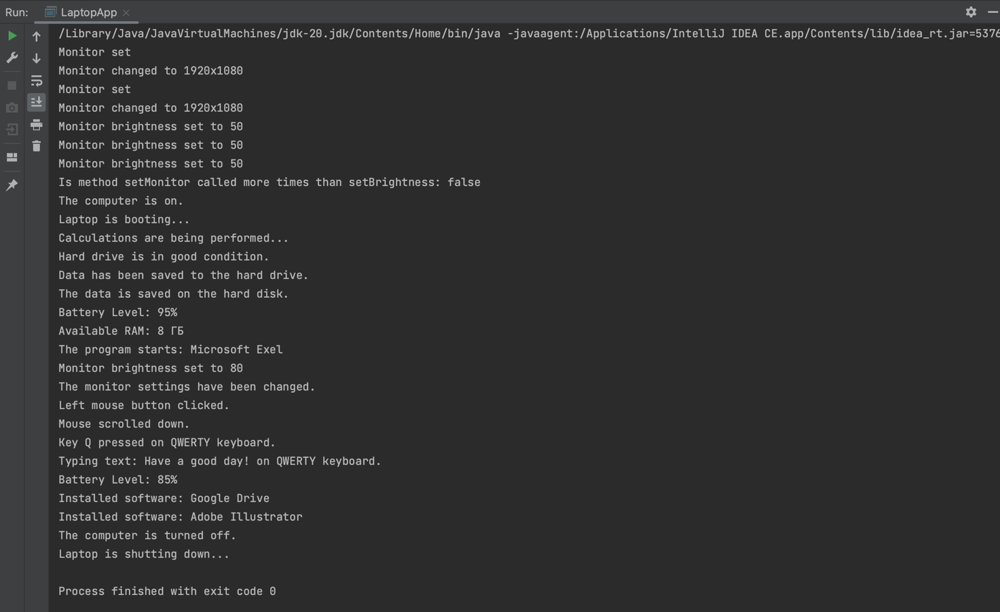 Run: LaptopApp
/Library/Java/JavaVirtualMachines/jdk-20.jdk/Contents/Home/bin/java -javaagent:/Applications/IntelliJ IDEA CE.app/Contents/lib/idea_rt.jar=5376
Monitor set
Monitor changed to 1920x1080
Monitor set
Monitor changed to 1920x1080
Monitor brightness set to 50
Monitor brightness set to 50
Monitor brightness set to 50
Is method setMonitor called more times than setBrightness: false
The computer is on.
Laptop is booting...
Calculations are being performed...
Hard drive is in good condition.
Data has been saved to the hard drive.
The data is saved on the hard disk.
Battery Level: 95%
Available RAM: 8 ГБ
The program starts: Microsoft Exel
Monitor brightness set to 80
The monitor settings have been changed.
Left mouse button clicked.
Mouse scrolled down.
Key Q pressed on QWERTY keyboard.
Typing text: Have a good day! on QWERTY keyboard.
Battery Level: 85%
Installed software: Google Drive
Installed software: Adobe Illustrator
The computer is turned off.
Laptop is shutting down...
Process finished with exit code 0